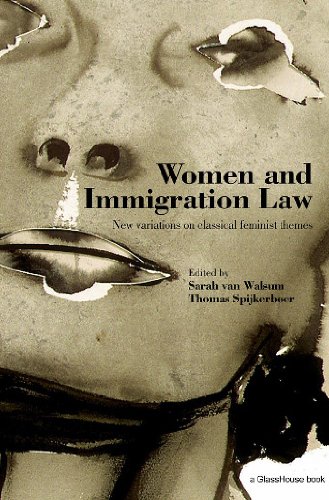 Women and
Immigration Law
New variations on classical feminist themes
Edited by
Sarah van Walsum
Thomas Spijkerboer
a GlassHouse book